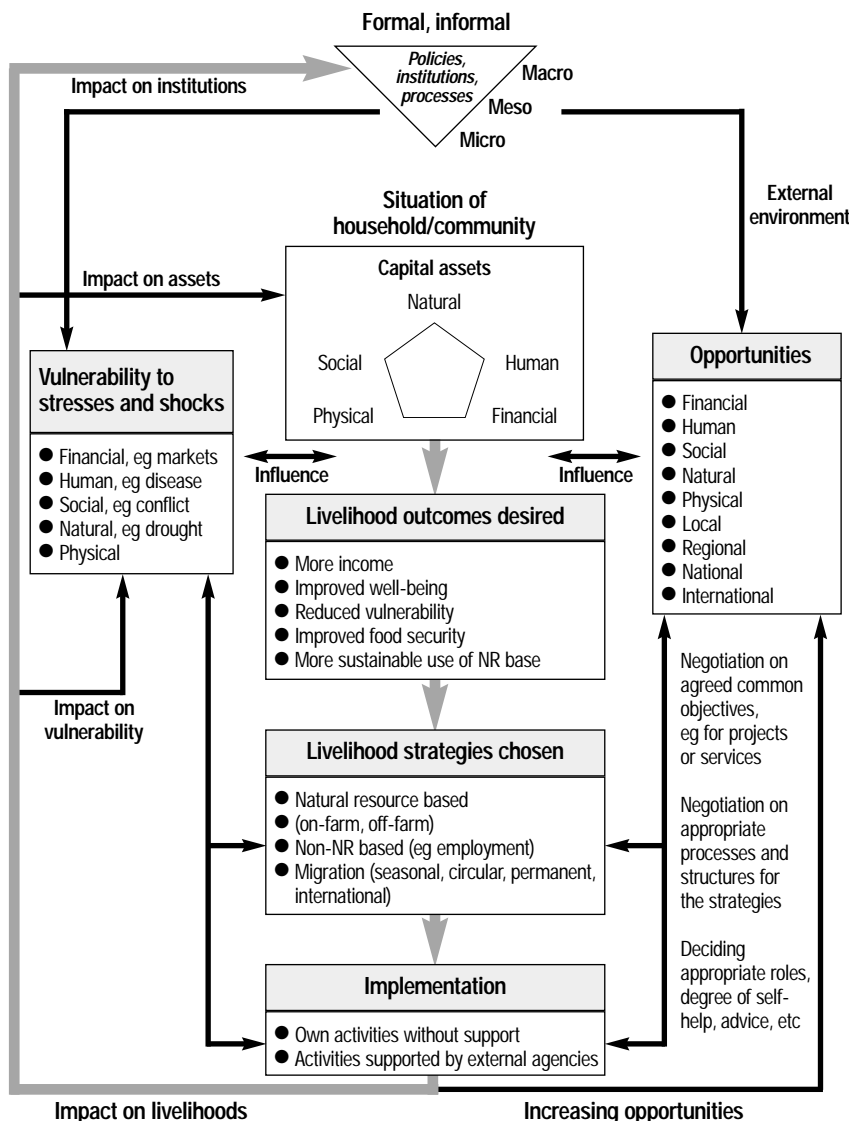 Formal, informal
Policies,
institutions,
processes
Macro
Meso
Micro
Impact on institutions
External
environment
Situation of
household/community
Impact on assets
Capital assets
Natural
Social
Human
Physical
Financial
Vulnerability to
stresses and shocks
● Financial, eg markets
● Human, eg disease
● Social, eg conflict
● Natural, eg drought
● Physical
Influence
Influence
Opportunities
● Financial
● Human
● Social
● Natural
● Physical
● Local
● Regional
● National
● International
Livelihood outcomes desired
● More income
● Improved well-being
● Reduced vulnerability
● Improved food security
● More sustainable use of NR base
Impact on
vulnerability
Negotiation on
agreed common
objectives,
eg for projects
or services
Livelihood strategies chosen
● Natural resource based
● (on-farm, off-farm)
● Non-NR based (eg employment)
● Migration (seasonal, circular, permanent,
international)
Negotiation on
appropriate
processes and
structures for
the strategies
Implementation
● Own activities without support
● Activities supported by external agencies
Deciding
appropriate roles,
degree of self-
help, advice, etc
Impact on livelihoods
Increasing opportunities